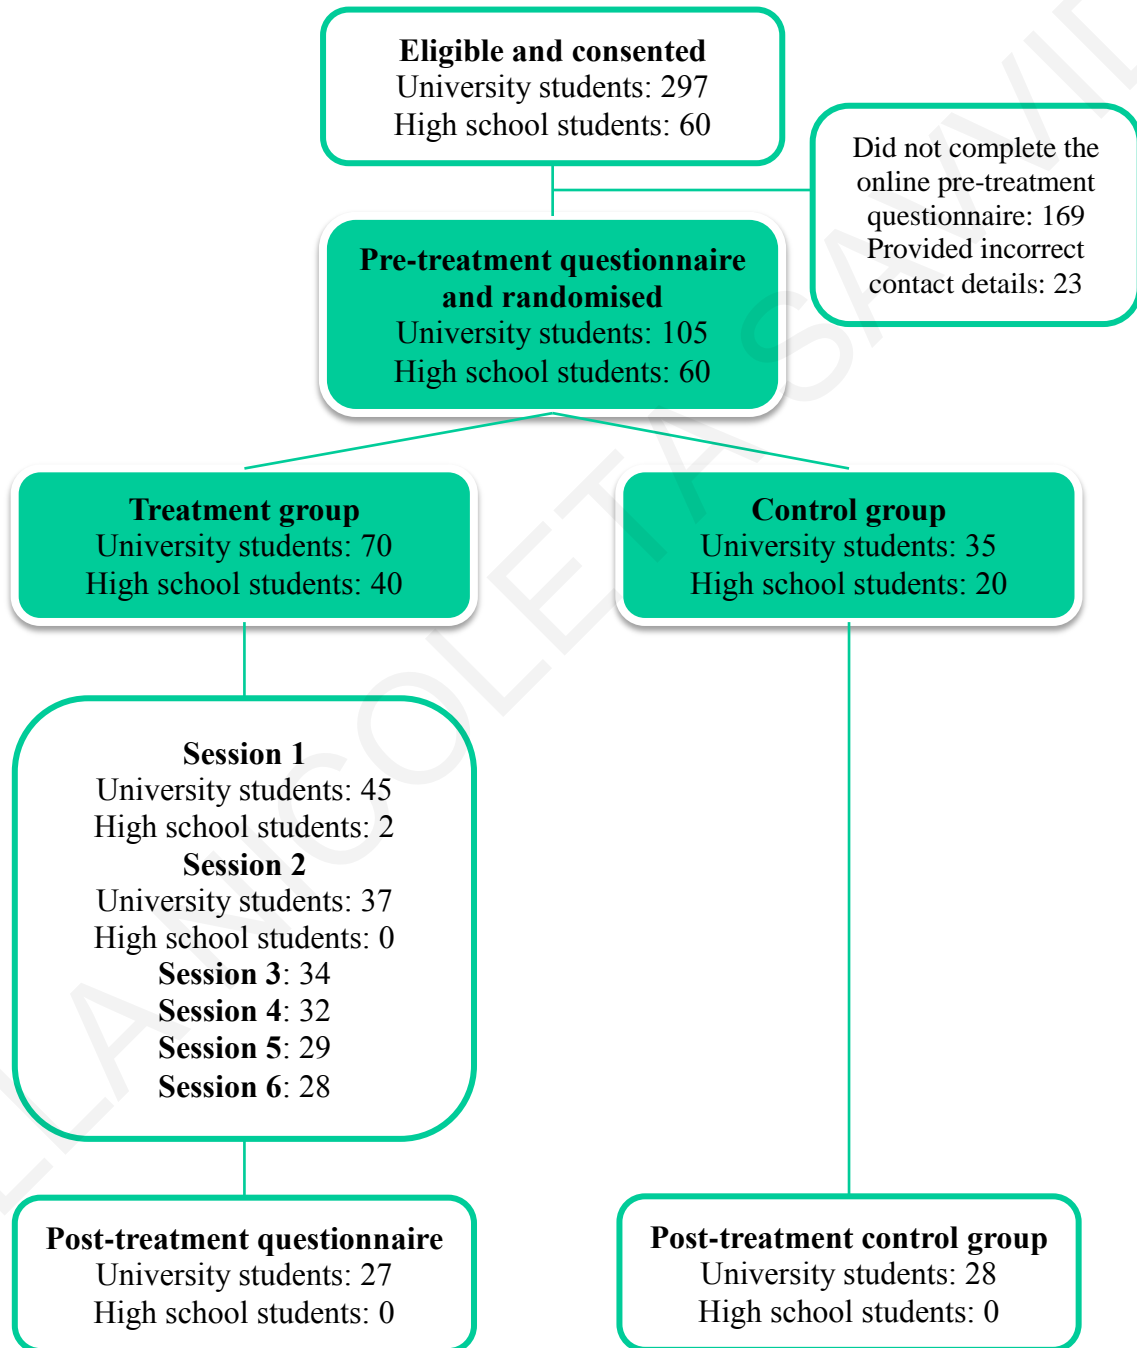 Eligible and consented
University students: 297
High school students: 60
Did not complete the
online pre-treatment
questionnaire: 169
Provided incorrect
contact details: 23
Pre-treatment questionnaire
and randomised
University students: 105
High school students: 60
Treatment group
University students: 70
High school students: 40
Control group
University students: 35
High school students: 20
Session 1
University students: 45
High school students: 2
Session 2
University students: 37
High school students: 0
Session 3: 34
Session 4: 32
Session 5: 29
Session 6: 28
Post-treatment questionnaire
University students: 27
High school students: 0
Post-treatment control group
University students: 28
High school students: 0
NICOLETA